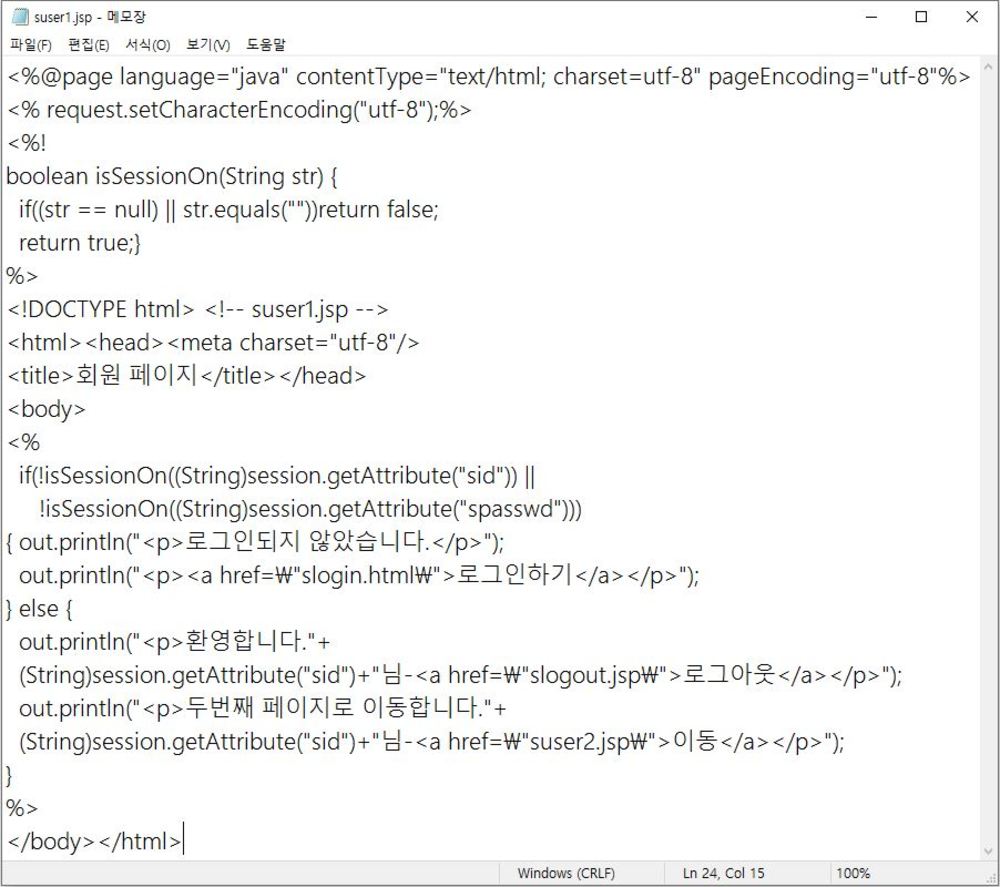 suser1.jsp - 메모장
파일(F) 편집(E) 서식(O) 보기(V) 도움말
<%@page language="java" contentType="text/html; charset=utf-8" pageEncoding="utf-8"%>
<% request.setCharacterEncoding("utf-8");%>
<%!
boolean isSessionOn(String str) {
  if((str == null) || str.equals(""))return false;
  return true;}
%>
<!DOCTYPE html> <!-- suser1.jsp -->
<html><head><meta charset="utf-8"/>
<title>회원 페이지</title></head>
<body>
<%
  if(!isSessionOn((String)session.getAttribute("sid")) ||
     !isSessionOn((String)session.getAttribute("spasswd")))
{ out.println("<p>로그인되지 않았습니다.</p>");
  out.println("<p><a href=₩"slogin.html₩">로그인하기</a></p>");
} else {
  out.println("<p>환영합니다."+
  (String)session.getAttribute("sid")+"님-<a href=₩"slogout.jsp₩">로그아웃</a></p>");
  out.println("<p>두번째 페이지로 이동합니다."+
  (String)session.getAttribute("sid")+"님-<a href=₩"suser2.jsp₩">이동</a></p>");
}
%>
</body></html>
Windows (CRLF) Ln 24, Col 15 100%